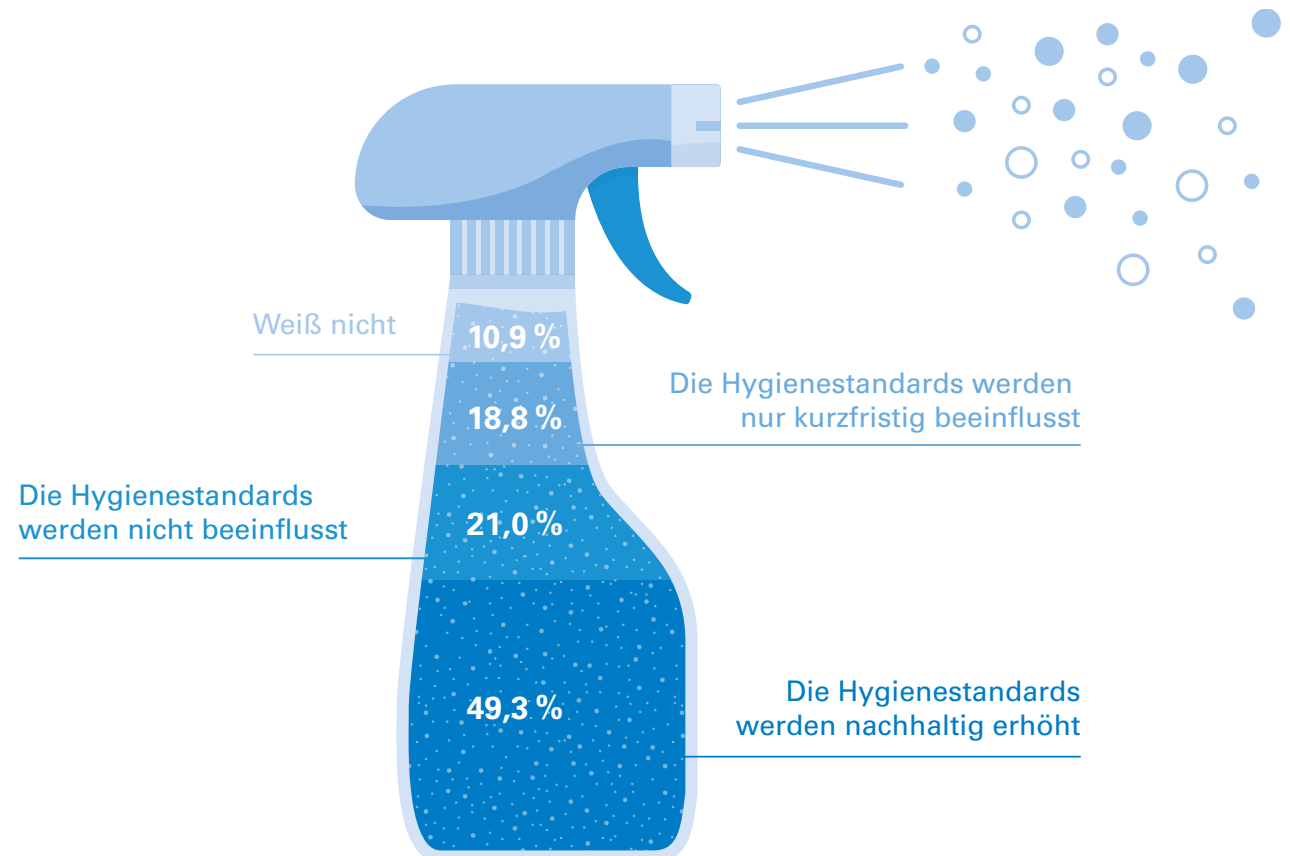 Weiß nicht
10,9 %
Die Hygienestandards werden
nur kurzfristig beeinflusst
18,8 %
Die Hygienestandards
werden nicht beeinflusst
21,0 %
Die Hygienestandards
werden nachhaltig erhöht
49,3 %